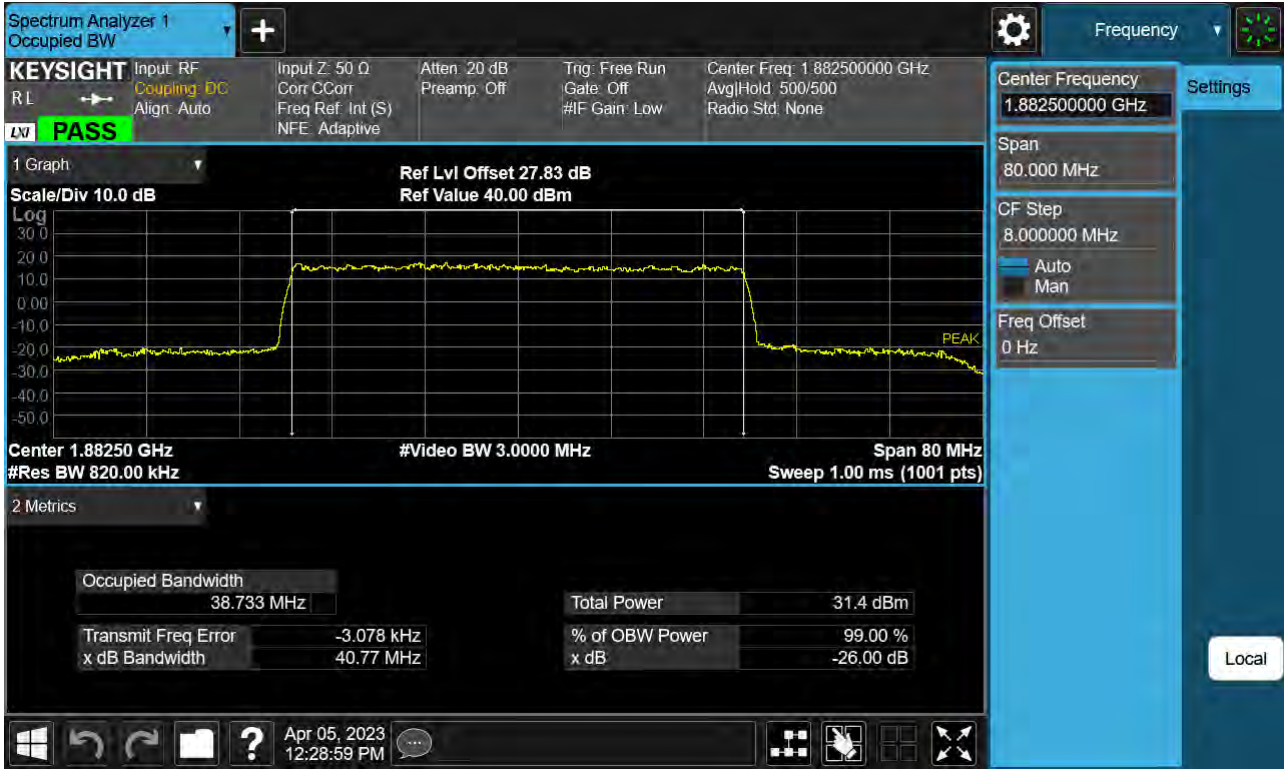 Spectrum Analyzer 1
Occupied BW
+
Frequency
KEYSIGHT
R L
LXI
PASS
Input: RF
Coupling: DC
Align: Auto
Input Z: 50 Ω
Corr CCorr
Freq Ref: Int (S)
NFE: Adaptive
Atten: 20 dB
Preamp: Off
Trig: Free Run
Gate: Off
#IF Gain: Low
Center Freq: 1.882500000 GHz
Avg|Hold: 500/500
Radio Std: None
Center Frequency
1.882500000 GHz
Settings
Span
80.000 MHz
CF Step
8.000000 MHz
Auto
Man
Freq Offset
0 Hz
Local
1 Graph
Scale/Div 10.0 dB
Ref Lvl Offset 27.83 dB
Ref Value 40.00 dBm
Log
30.0
20.0
10.0
0.00
-10.0
-20.0
-30.0
-40.0
-50.0
PEAK
Center 1.88250 GHz
#Video BW 3.0000 MHz
Span 80 MHz
#Res BW 820.00 kHz
Sweep 1.00 ms (1001 pts)
2 Metrics
Occupied Bandwidth
38.733 MHz
Total Power 31.4 dBm
Transmit Freq Error -3.078 kHz
% of OBW Power 99.00 %
x dB Bandwidth 40.77 MHz
x dB -26.00 dB
?
Apr 05, 2023
12:28:59 PM